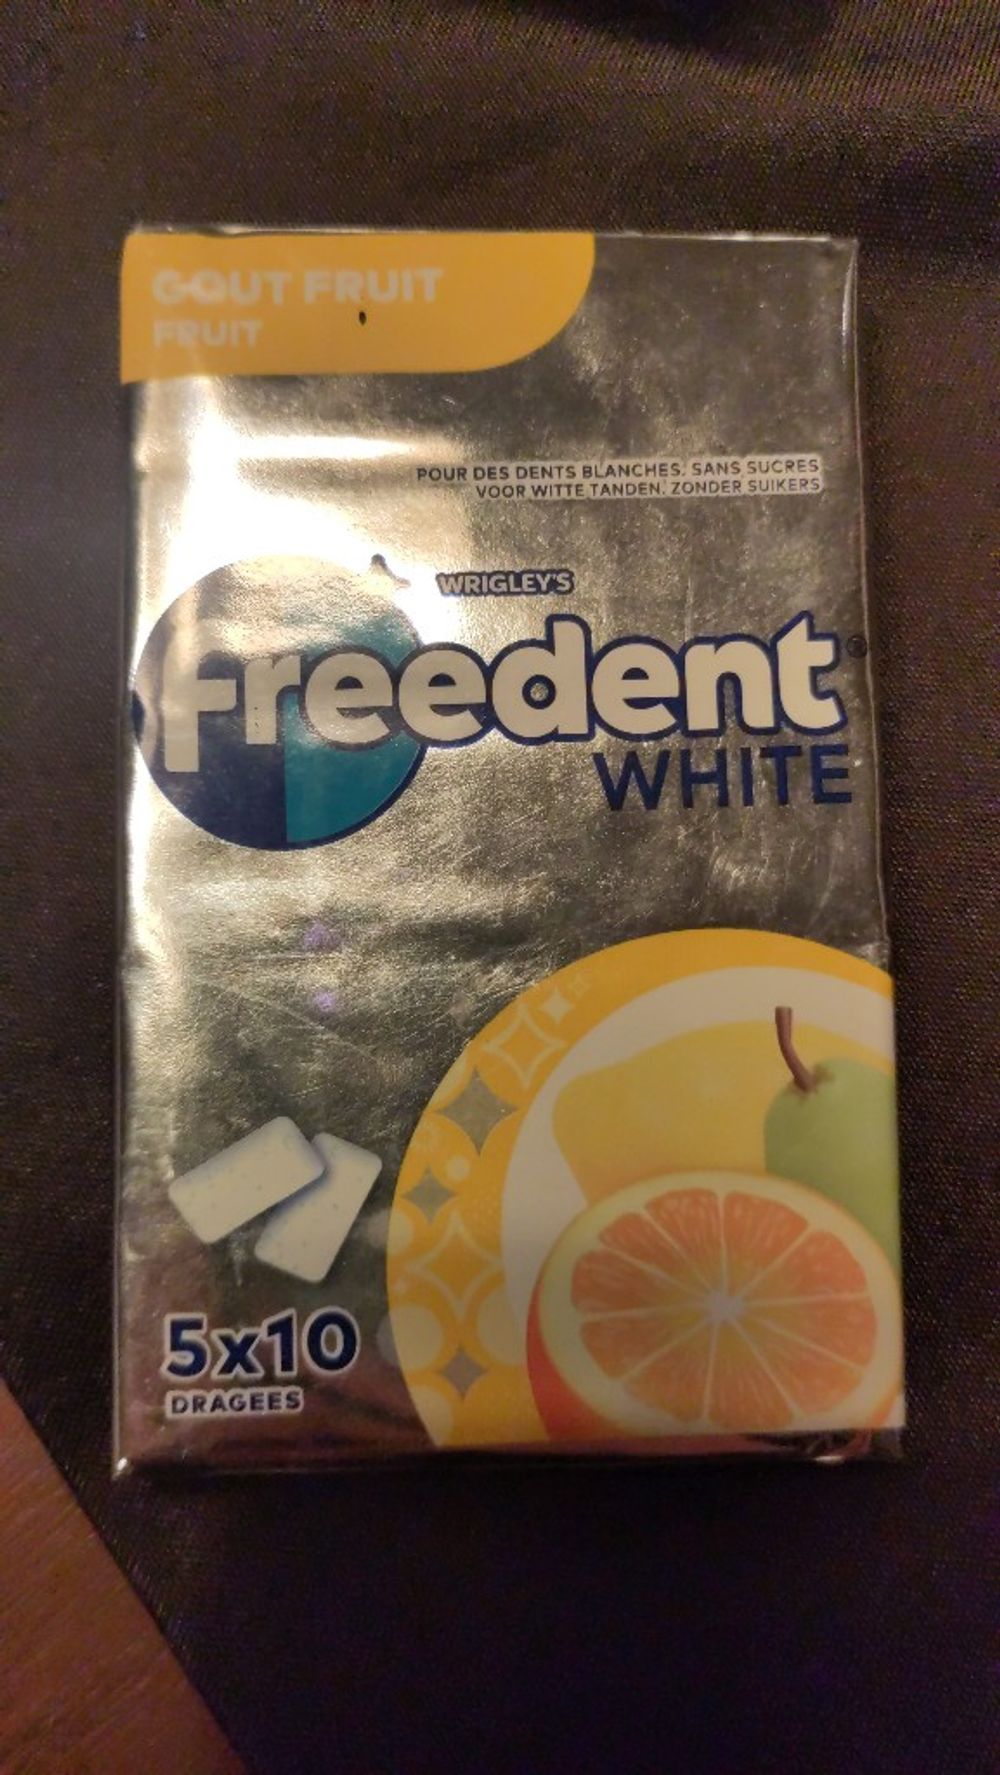 GOUT FRUIT
FRUIT
POUR DES DENTS BLANCHES. SANS SUCRES
VOOR WITTE TANDEN. ZONDER SUIKERS
WRIGLEY'S
freedent®
WHITE
5x10
DRAGEES